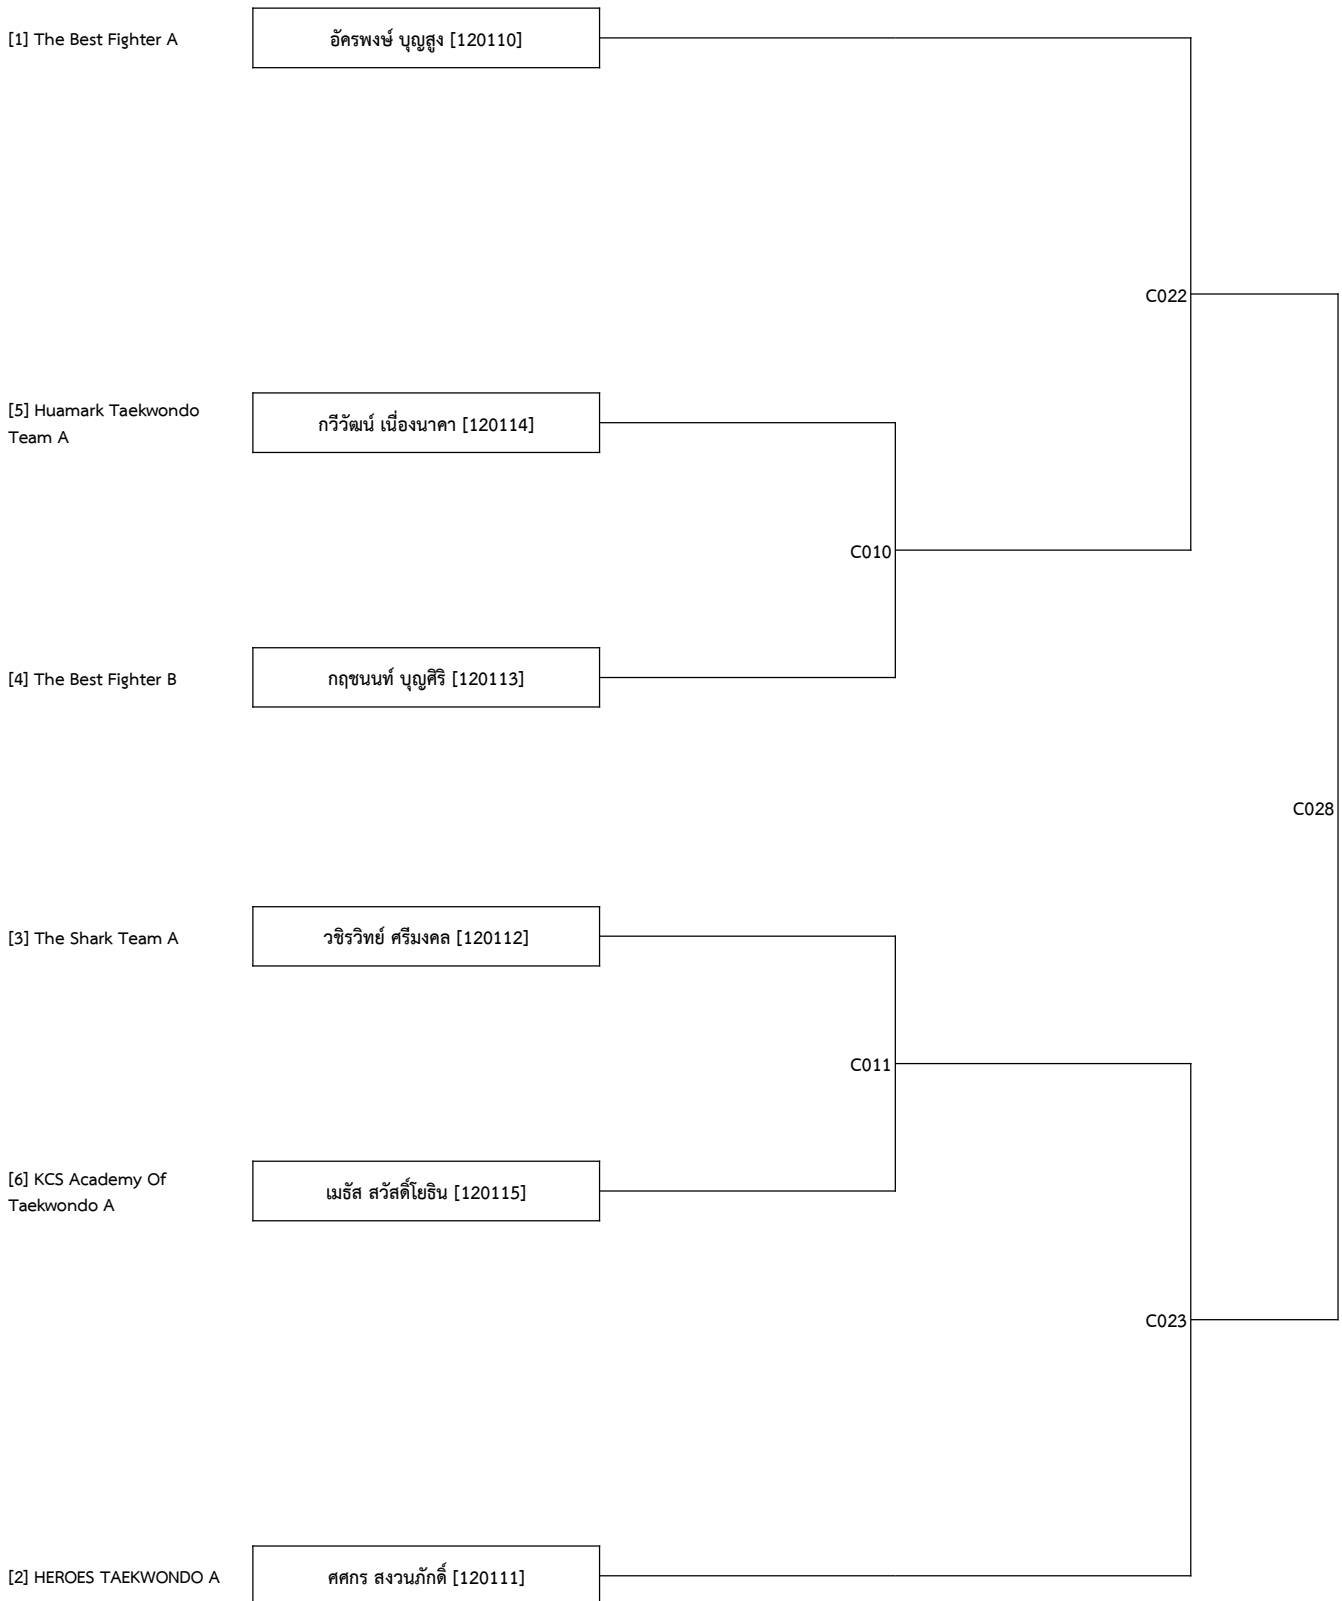 [1] The Best Fighter A
อัครพงษ์ บุญสูง [120110]
C022
[5] Huamark Taekwondo
Team A
กวีวัฒน์ เนื่องนาคา [120114]
C010
[4] The Best Fighter B
กฤชนนท์ บุญศิริ [120113]
C028
[3] The Shark Team A
วชิรวิทย์ ศรีมงคล [120112]
C011
[6] KCS Academy Of
Taekwondo A
เมธัส สวัสดิ์โยธิน [120115]
C023
[2] HEROES TAEKWONDO A
ศศกร สงวนภักดิ์ [120111]